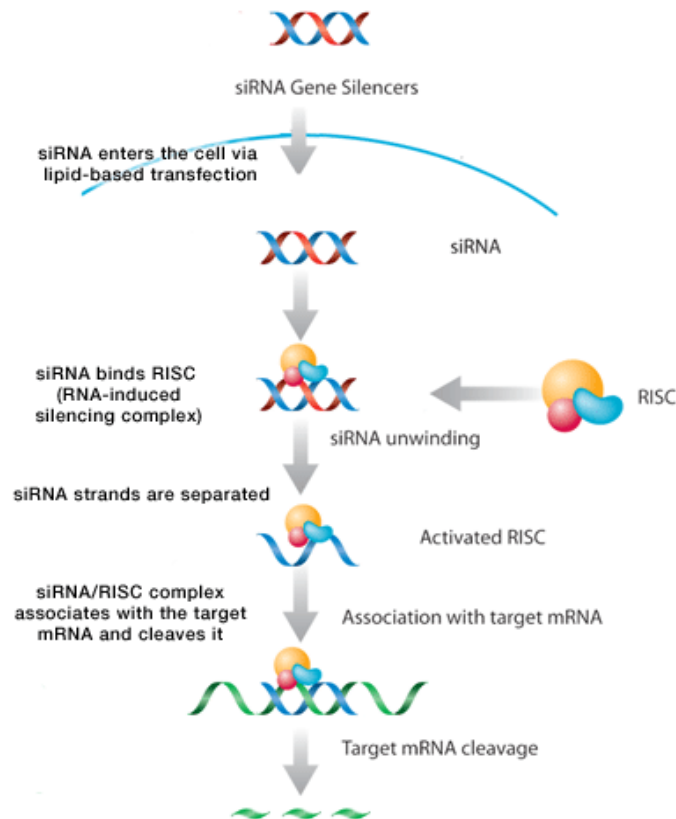 siRNA Gene Silencers
siRNA enters the cell via
lipid-based transfection
siRNA
siRNA binds RISC
(RNA-induced
silencing complex)
RISC
siRNA unwinding
siRNA strands are separated
Activated RISC
siRNA/RISC complex
associates with the target
mRNA and cleaves it
Association with target mRNA
Target mRNA cleavage